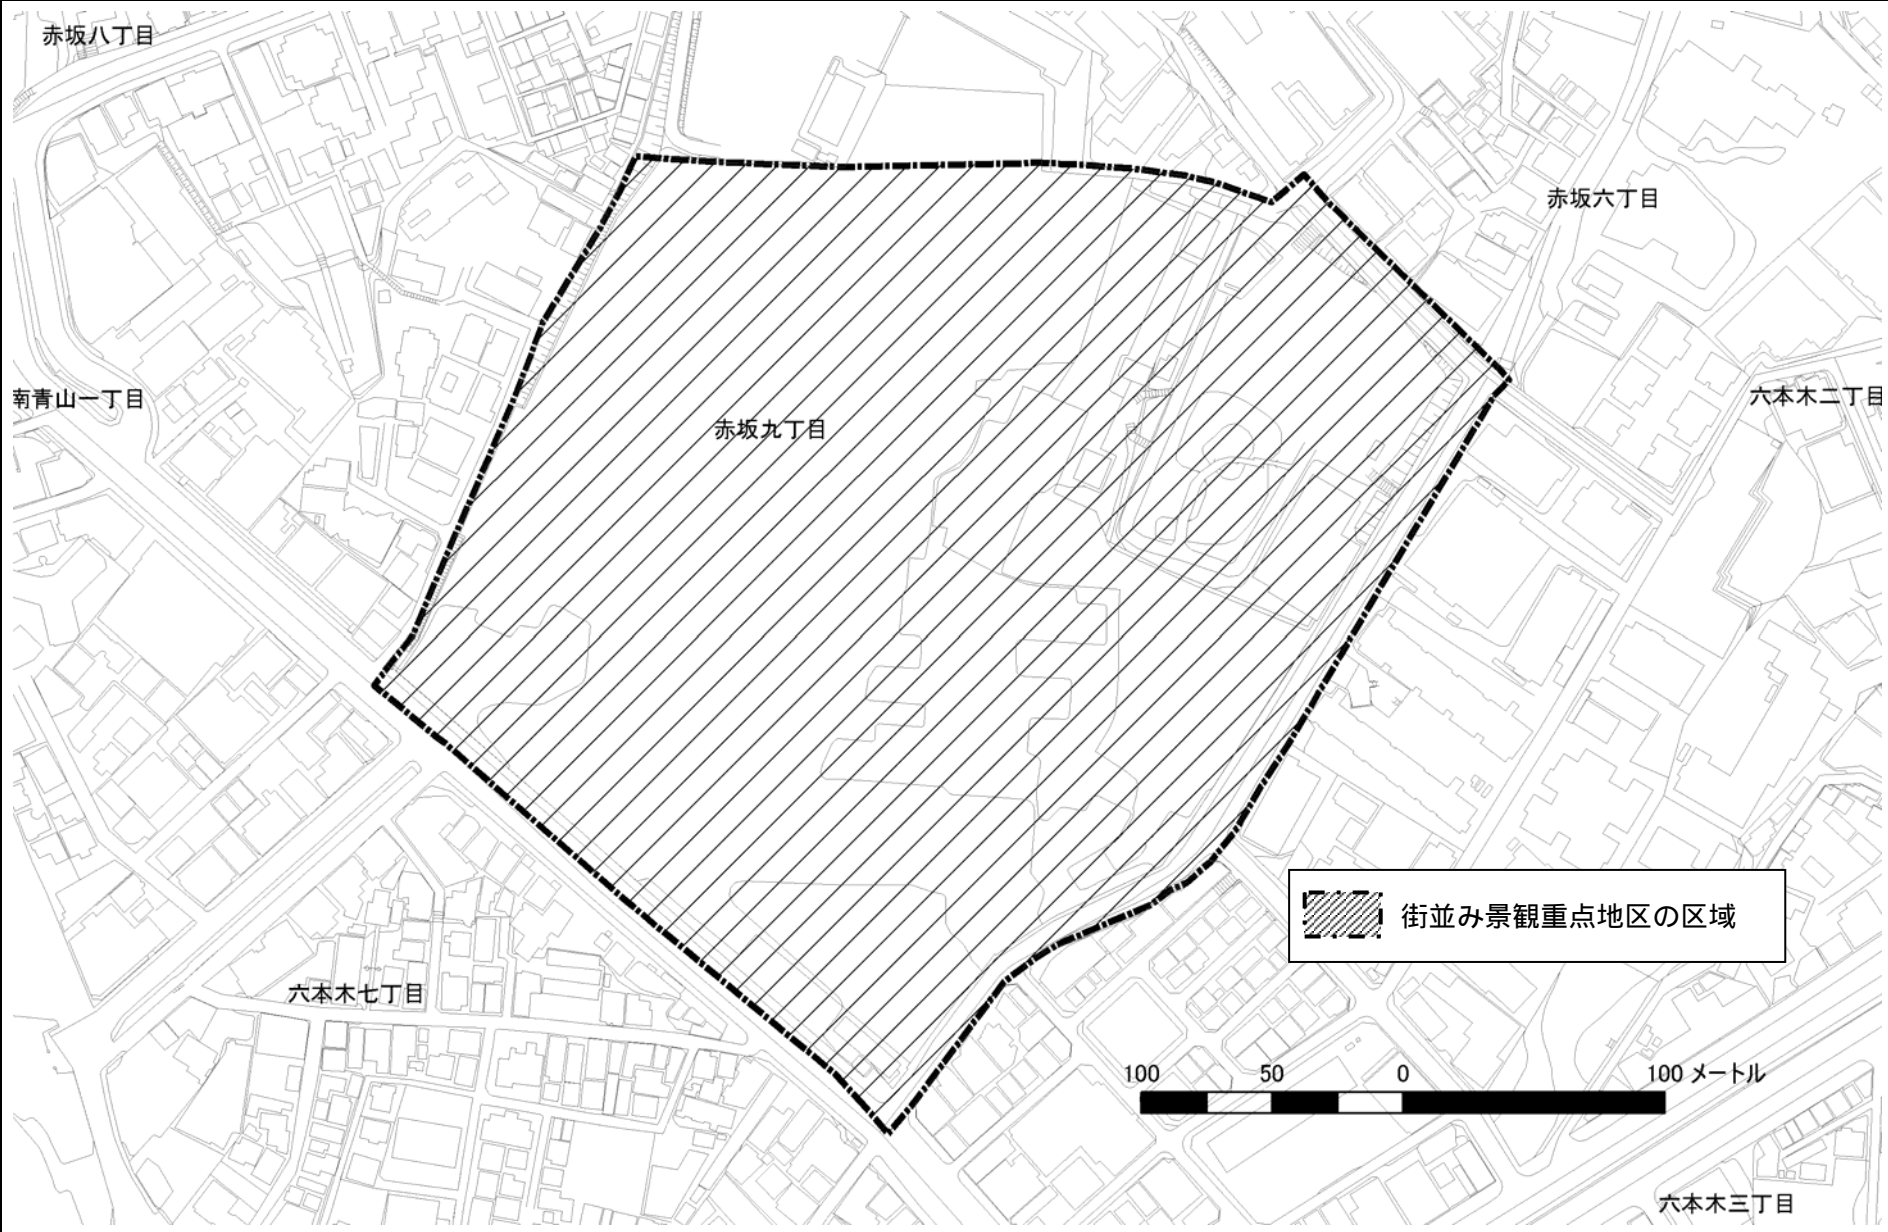 赤坂八丁目
赤坂六丁目
南青山一丁目
六本木二丁目
赤坂九丁目
街並み景観重点地区の区域
六本木七丁目
100 50 0 100 メートル
六本木三丁目